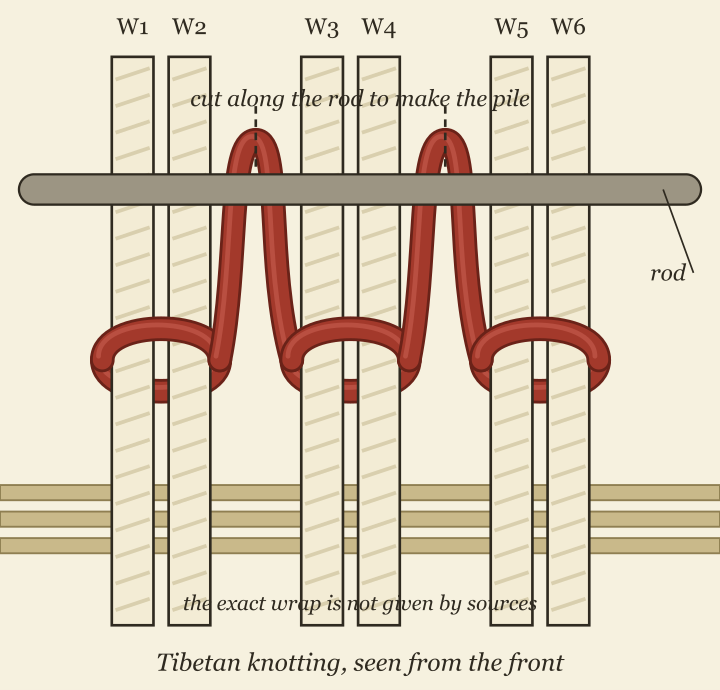 W1 W2 W3 W4 W5 W6
cut along the rod to make the pile
rod
the exact wrap is not given by sources
Tibetan knotting, seen from the front